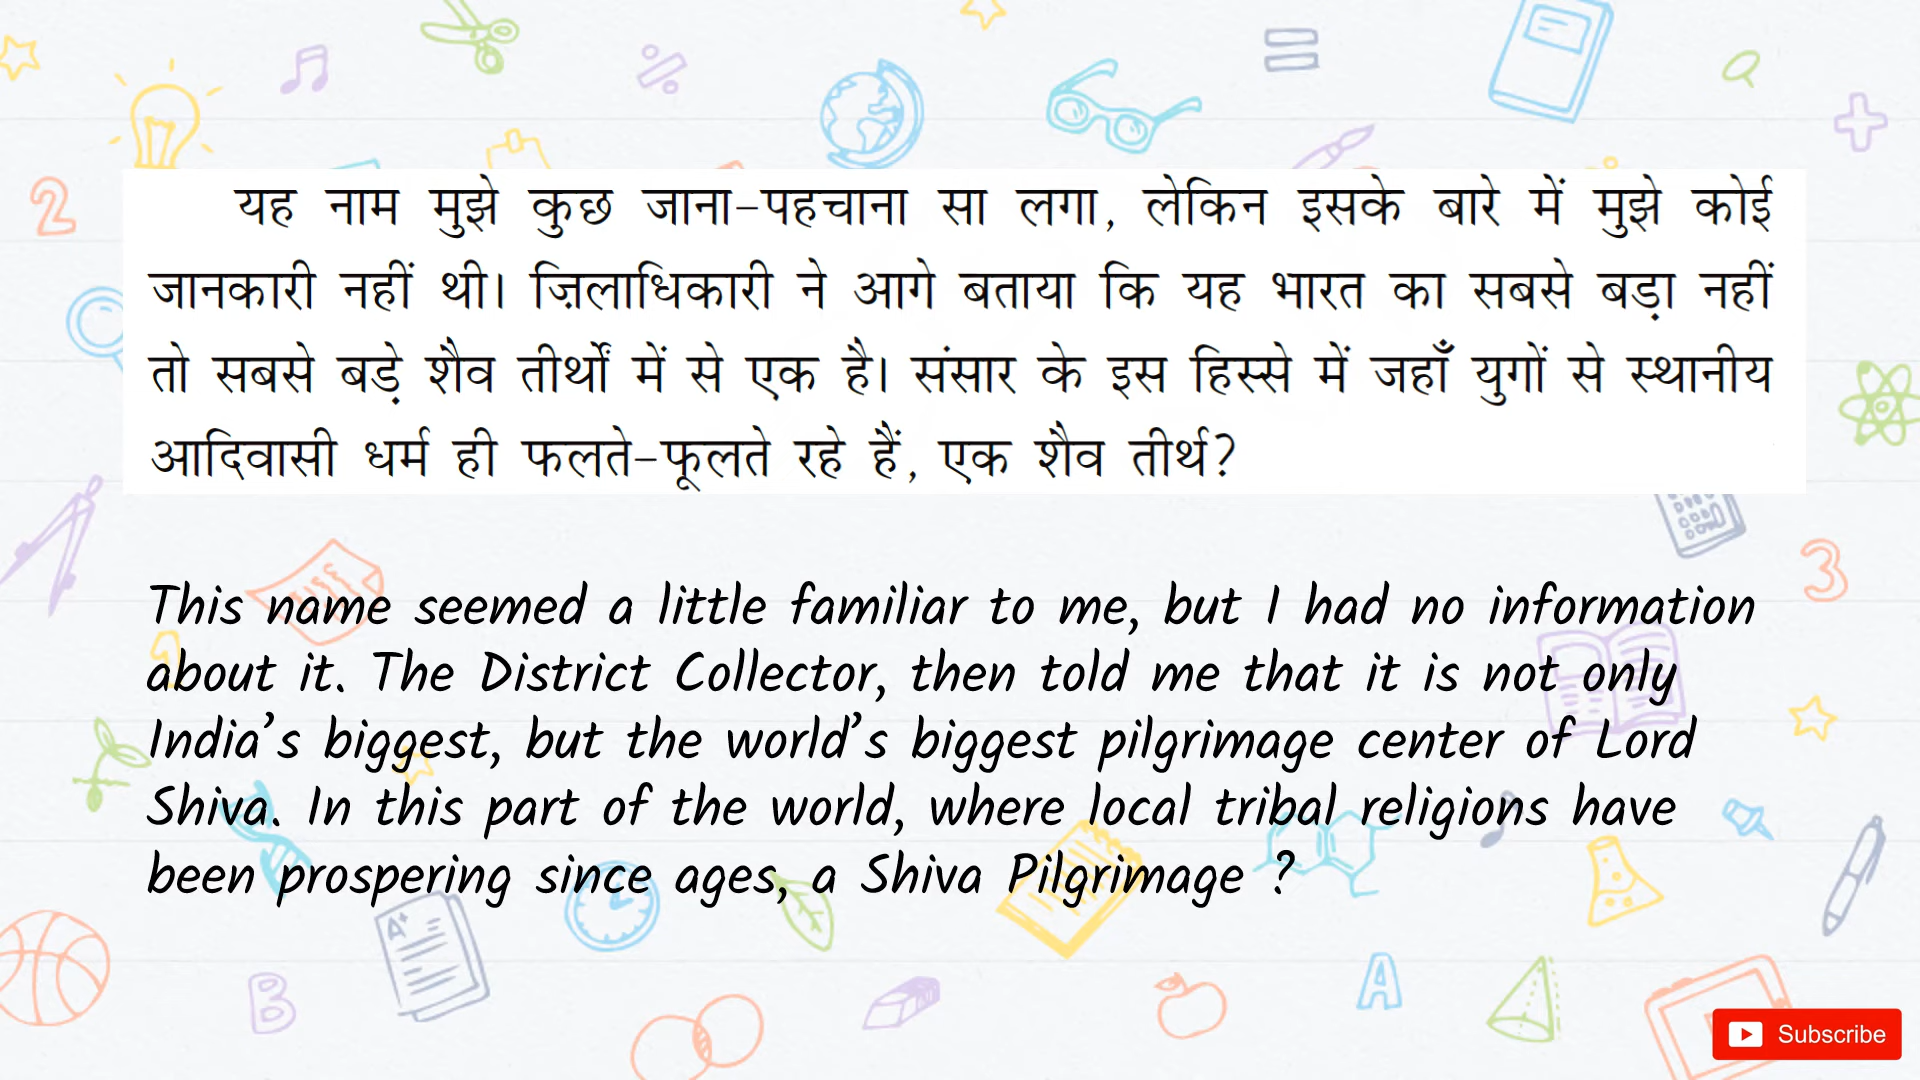 यह नाम मुझे कुछ जाना-पहचाना सा लगा, लेकिन इसके बारे में मुझे कोई
जानकारी नहीं थी। ज़िलाधिकारी ने आगे बताया कि यह भारत का सबसे बड़ा नहीं
तो सबसे बड़े शैव तीर्थों में से एक है। संसार के इस हिस्से में जहाँ युगों से स्थानीय
आदिवासी धर्म ही फलते-फूलते रहे हैं, एक शैव तीर्थ?
This name seemed a little familiar to me, but I had no information
about it. The District Collector, then told me that it is not only
India's biggest, but the world's biggest pilgrimage center of Lord
Shiva. In this part of the world, where local tribal religions have
been prospering since ages, a Shiva Pilgrimage ?
Subscribe